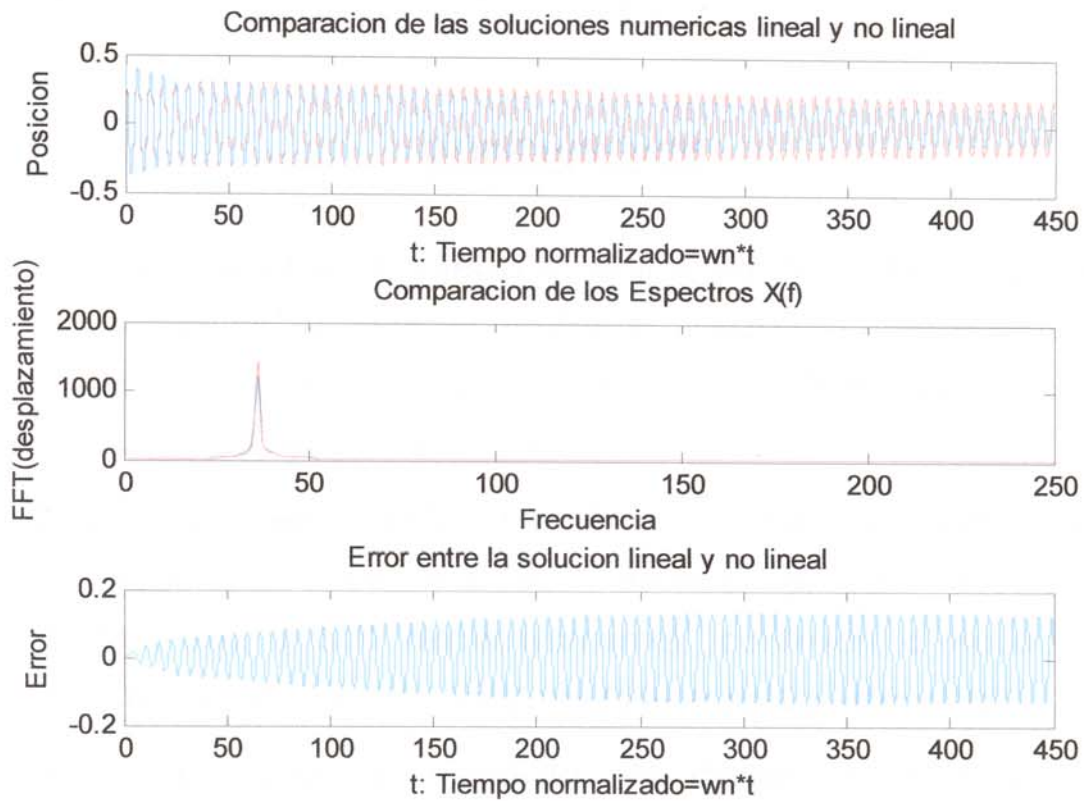 Comparacion de las soluciones numericas lineal y no lineal
0.5
0
-0.5
Posicion
0 50 100 150 200 250 300 350 400 450
t: Tiempo normalizado=wn*t
Comparacion de los Espectros X(f)
2000
1000
0
FFT(desplazamiento)
0 50 100 150 200 250
Frecuencia
Error entre la solucion lineal y no lineal
0.2
0
-0.2
Error
0 50 100 150 200 250 300 350 400 450
t: Tiempo normalizado=wn*t